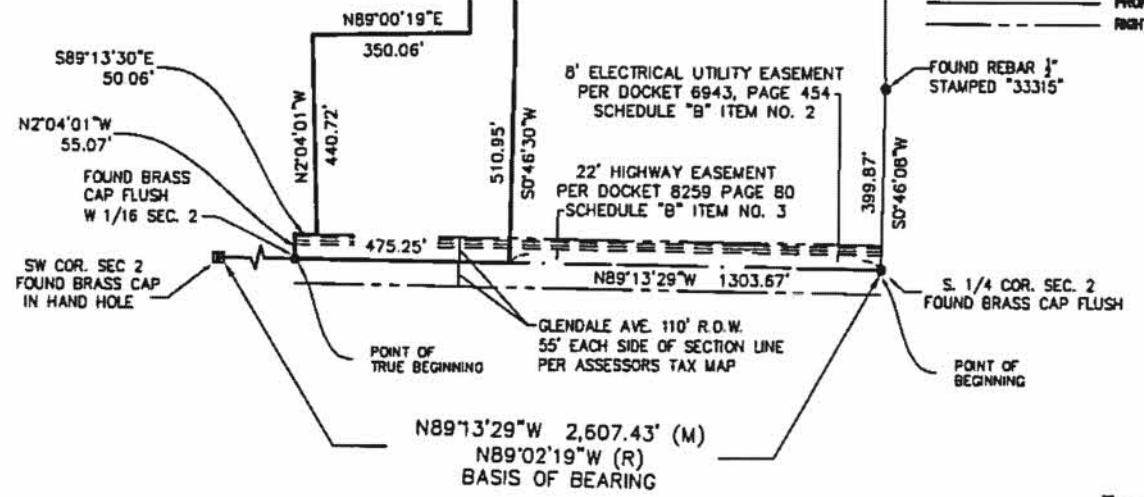 N89°00'19"E
350.06'
S89°13'30"E
50.06'
N2°04'01"W
55.07'
N2°04'01"W
440.72'
510.95'
S0°46'30"W
8' ELECTRICAL UTILITY EASEMENT
PER DOCKET 6943, PAGE 454
SCHEDULE "B" ITEM NO. 2
FOUND REBAR ½"
STAMPED "33315"
22' HIGHWAY EASEMENT
PER DOCKET 8259 PAGE 80
SCHEDULE "B" ITEM NO. 3
399.87'
S0°46'08"W
FOUND BRASS
CAP FLUSH
W 1/16 SEC. 2
475.25'
N89°13'29"W 1303.67'
SW COR. SEC 2
FOUND BRASS CAP
IN HAND HOLE
S. 1/4 COR. SEC. 2
FOUND BRASS CAP FLUSH
GLENDALE AVE. 110' R.O.W.
55' EACH SIDE OF SECTION LINE
PER ASSESSORS TAX MAP
POINT OF
TRUE BEGINNING
POINT OF
BEGINNING
N89°13'29"W 2,607.43' (M)
N89°02'19"W (R)
BASIS OF BEARING